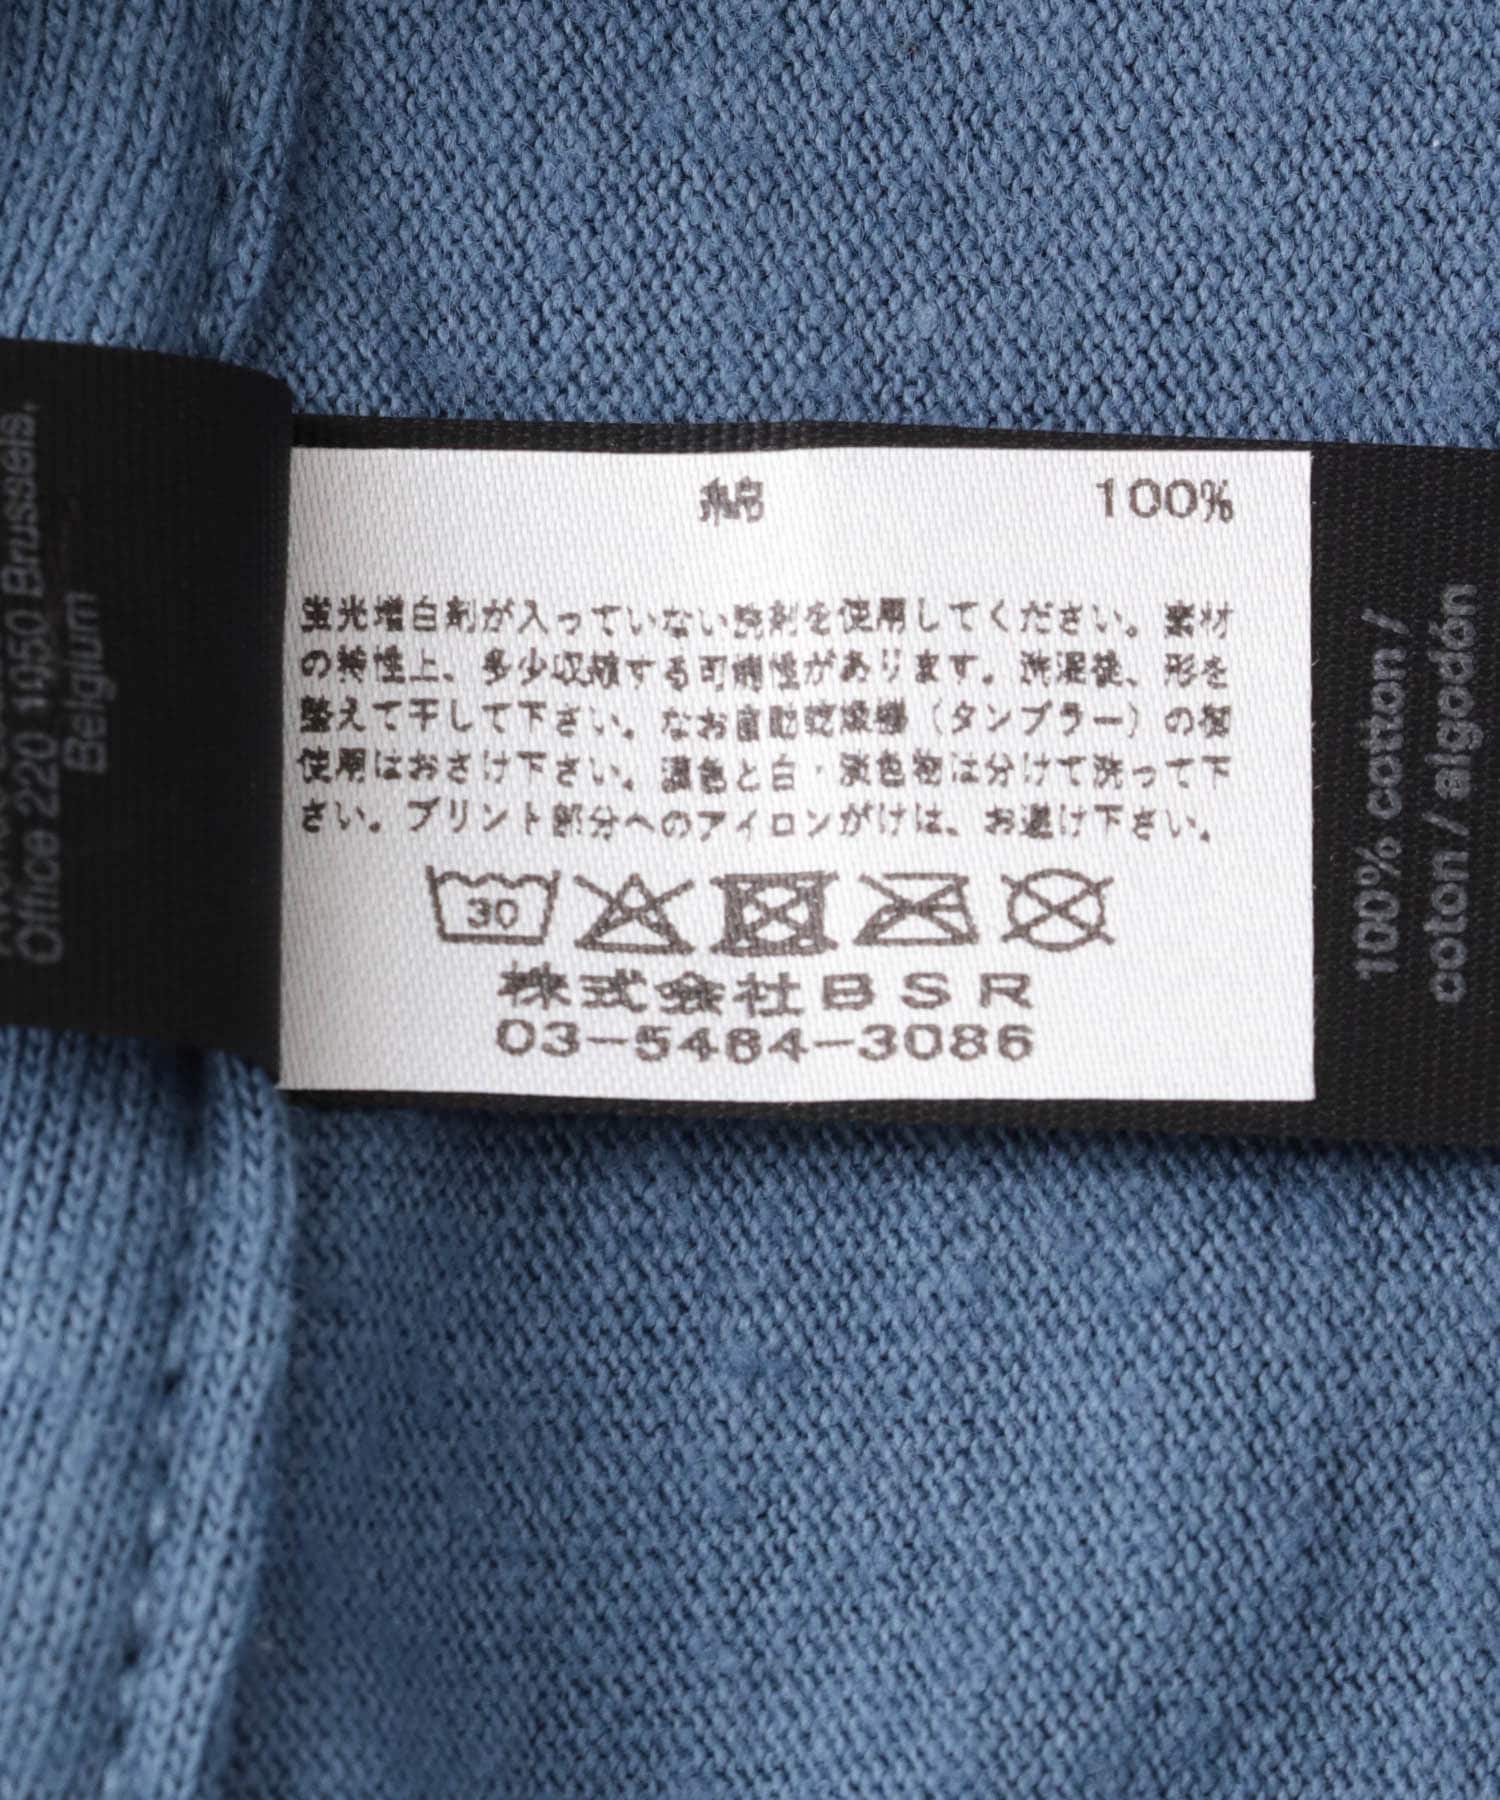 綿 100%
蛍光増白剤が入っていない洗剤を使用してください。素材
の特性上、多少収縮する可能性があります。洗濯後、形を
整えて干して下さい。なお自動乾燥機（タンブラー）の御
使用はおさけ下さい。濃色と白・淡色物は分けて洗って下
さい。プリント部分へのアイロンがけは、お避け下さい。
30
株式会社BSR
03-5484-3086
Office 220 1950 Brussels,
Belgium
100% cotton /
coton / algodón